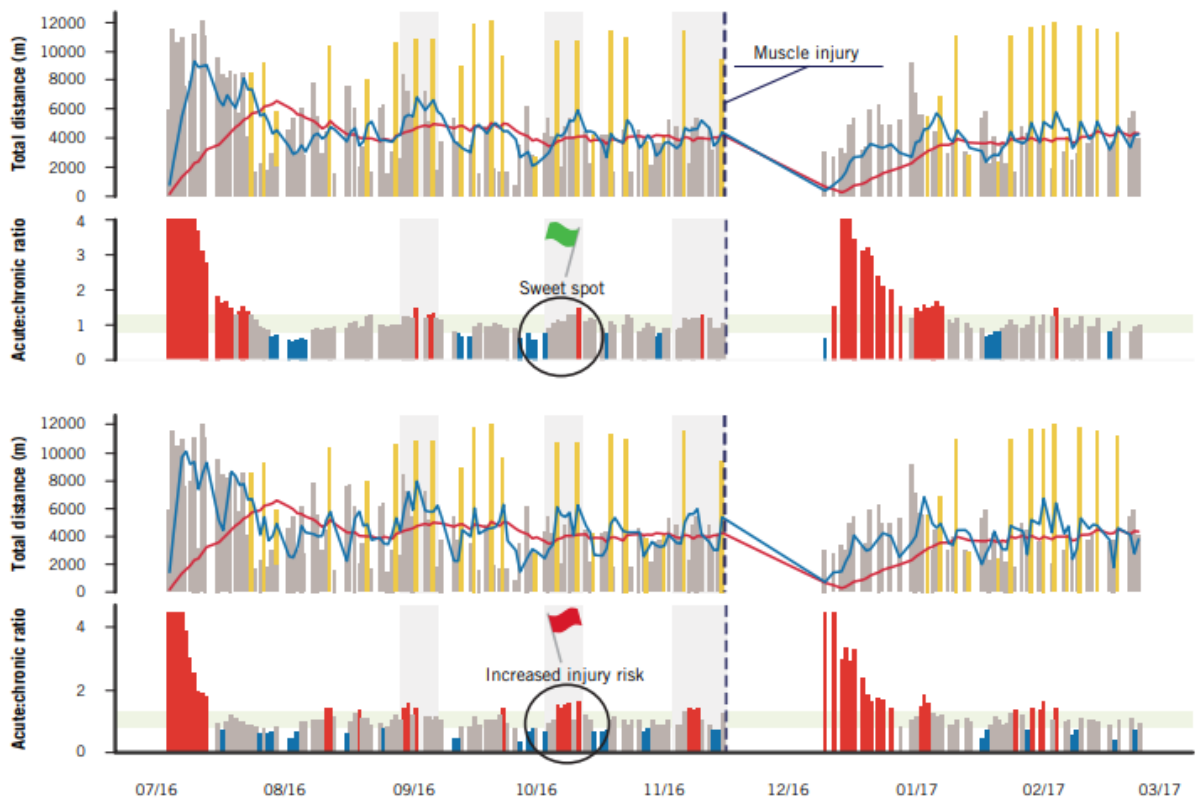 Total distance (m)
12000
10000
8000
6000
4000
2000
0
Muscle injury
Acute:chronic ratio
4
3
2
1
0
Sweet spot
Total distance (m)
12000
10000
8000
6000
4000
2000
0
Acute:chronic ratio
4
2
0
Increased injury risk
07/16 08/16 09/16 10/16 11/16 12/16 01/17 02/17 03/17